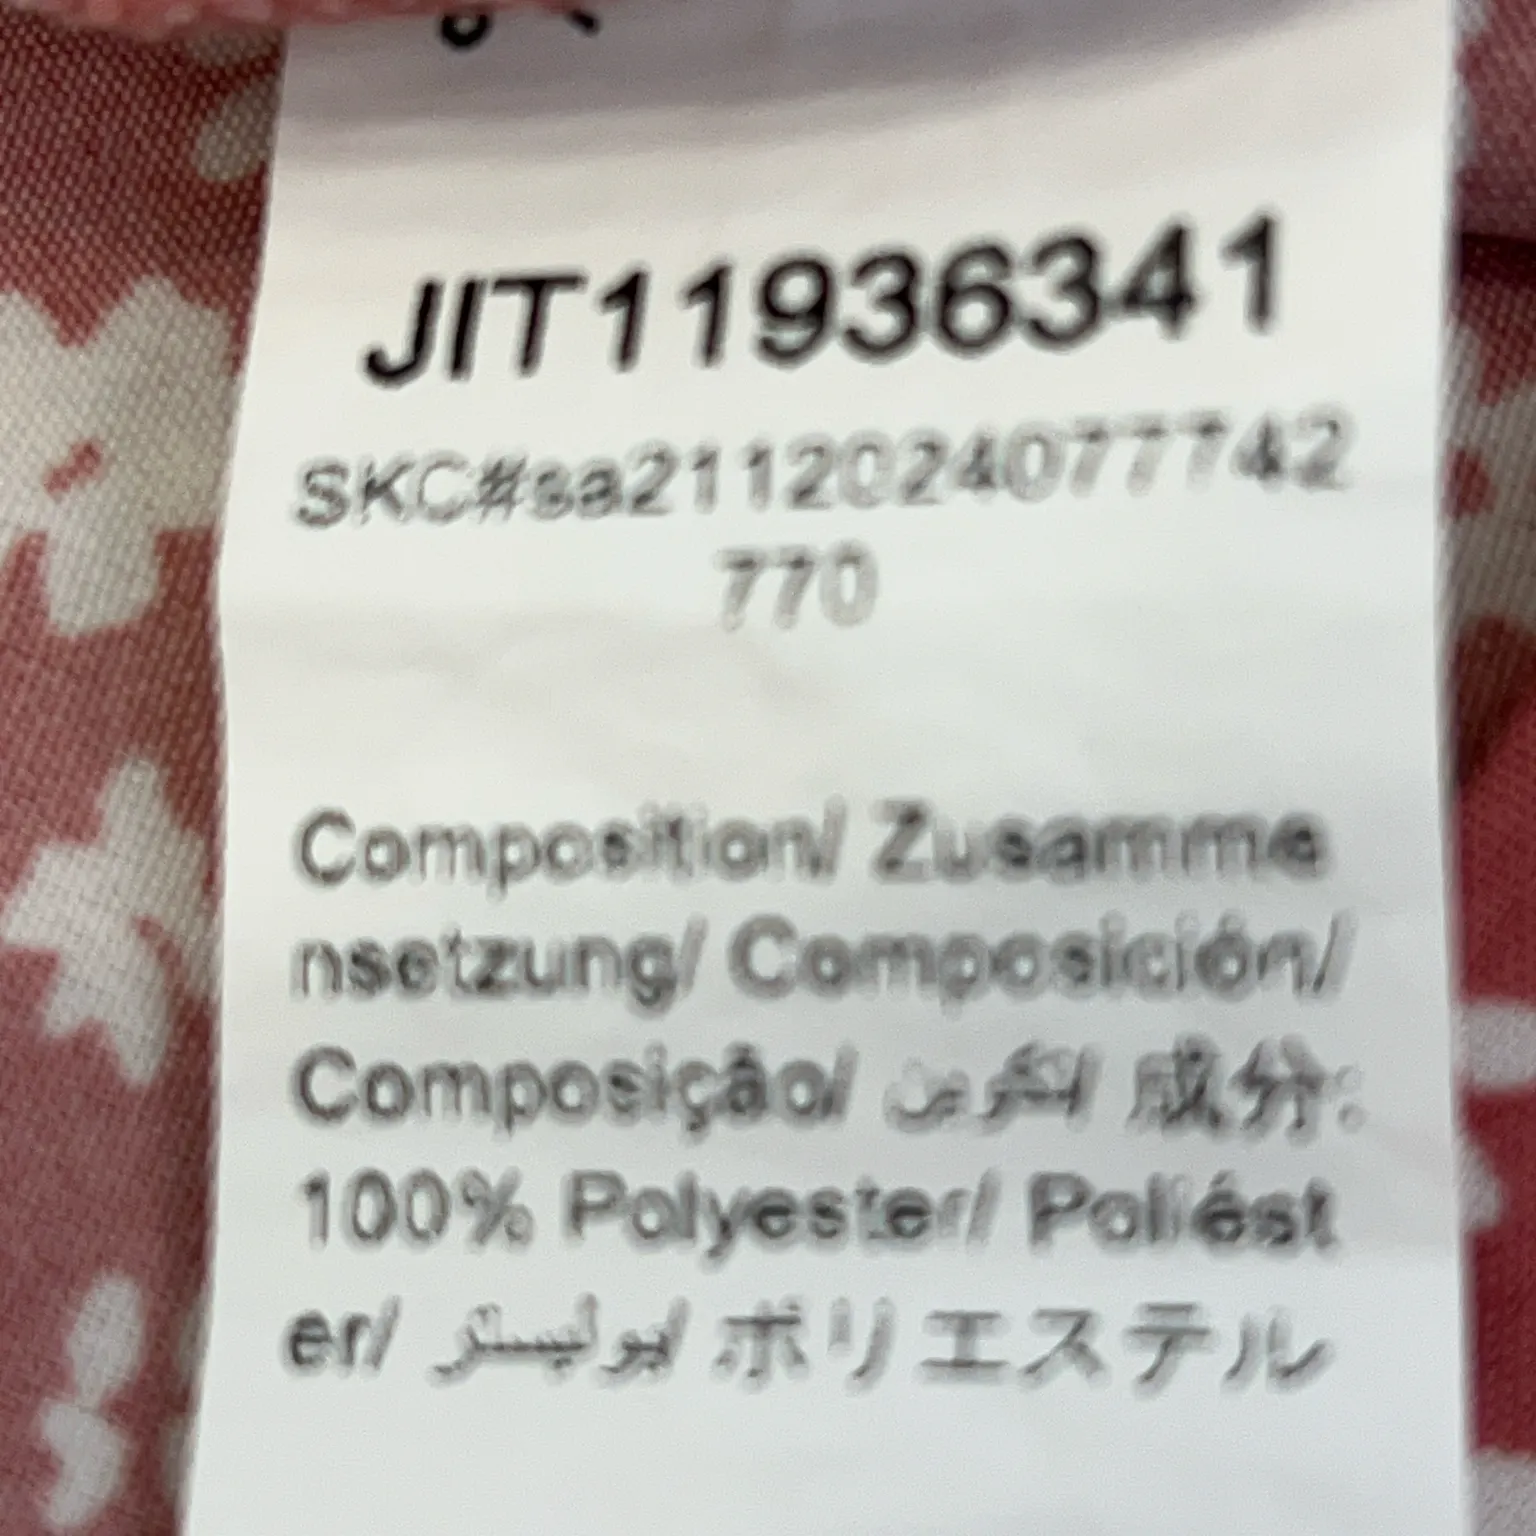 JIT11936341
SKC#sa2112024077742
770
Composition/ Zusamme
nsetzung/ Composición/
Composição/ التكوين/ 成分:
100% Polyester/ Poliést
er/ بوليستر/ ポリエステル